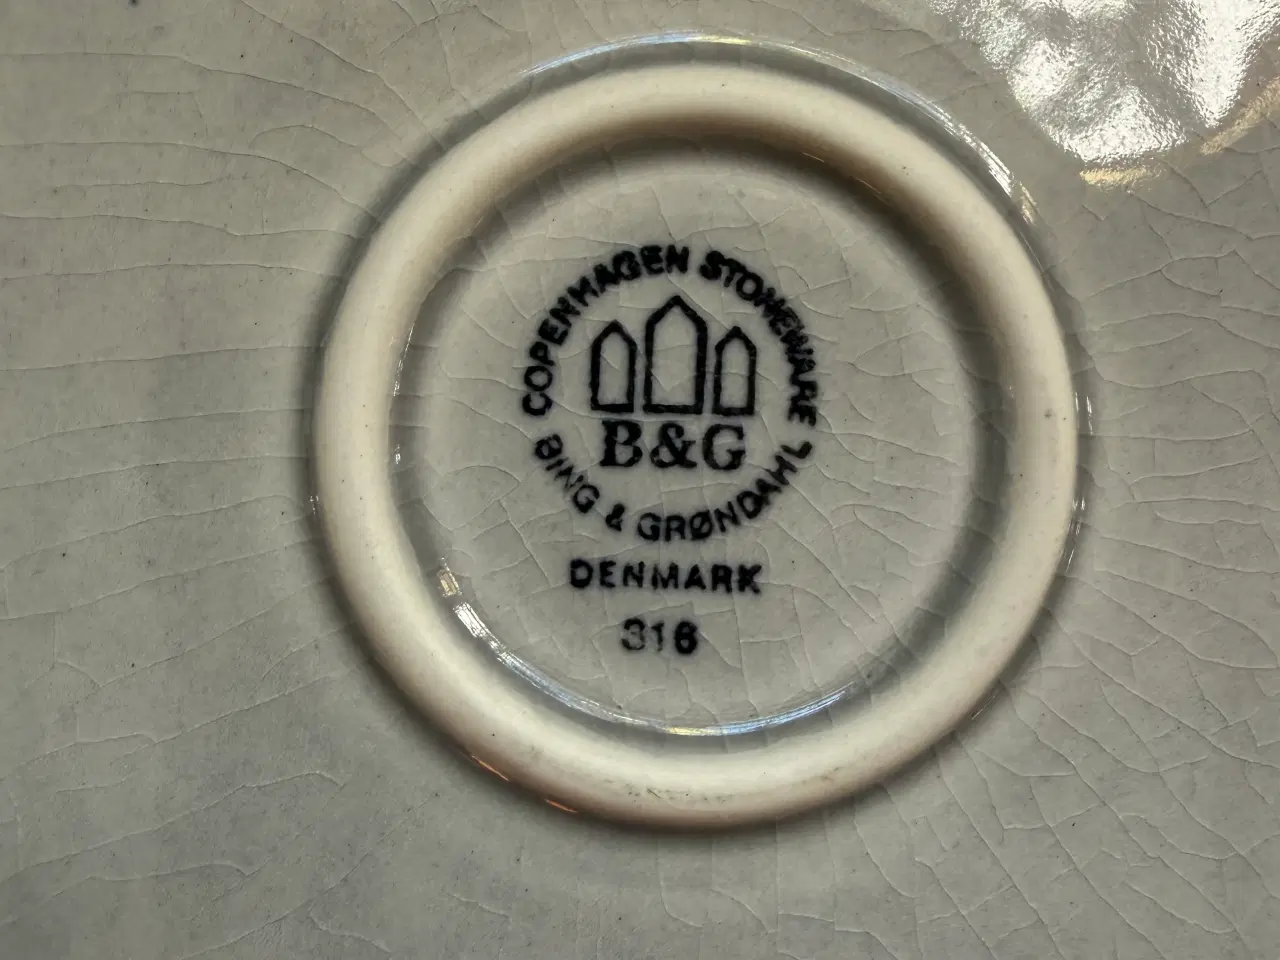 COPENHAGEN STONEWARE
B&G
BING & GRØNDAHL
DENMARK
316